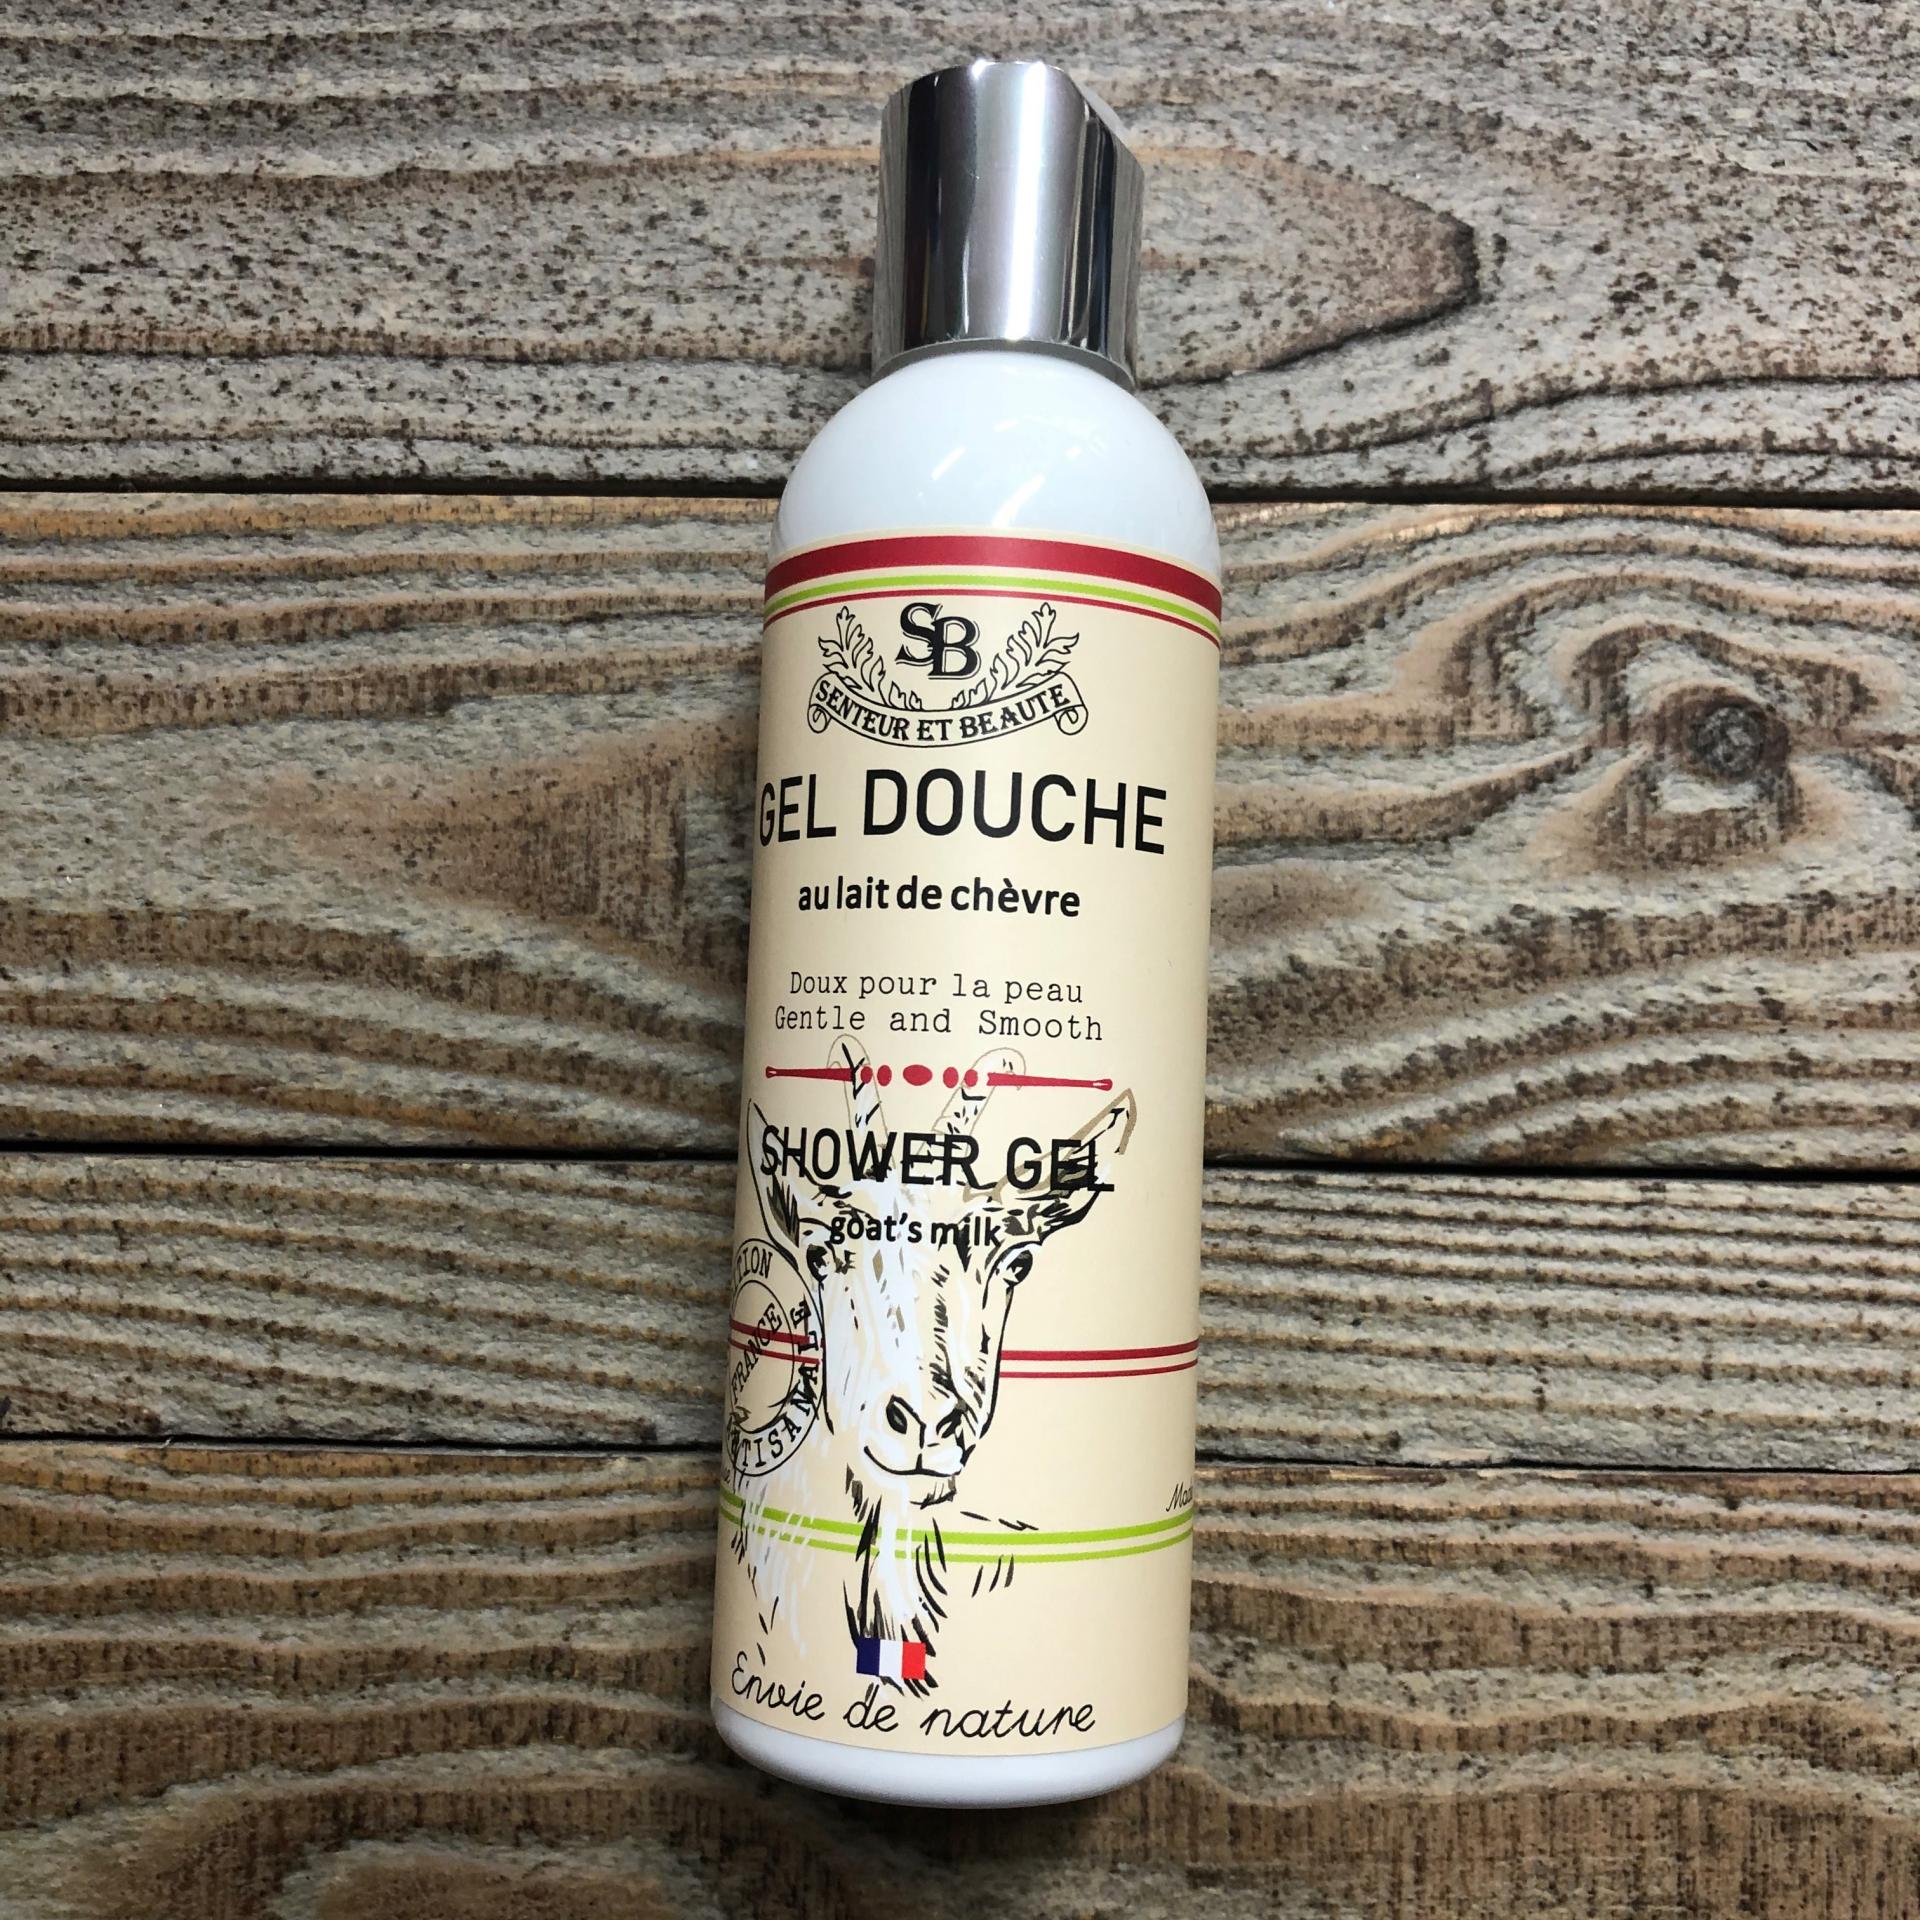 SB
SENTEUR ET BEAUTE
GEL DOUCHE
au lait de chèvre
Doux pour la peau
Gentle and Smooth
SHOWER GEL
goat's milk
FRANCE
Envie de nature